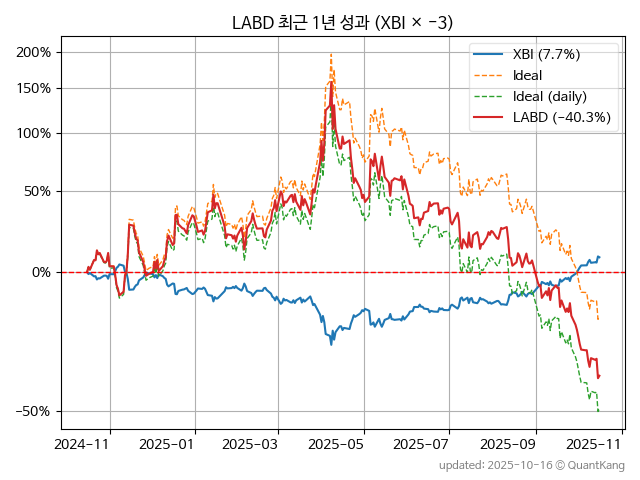 LABD 최근 1년 성과 (XBI × −3)
200%
150%
100%
50%
0%
−50%
XBI (7.7%)
Ideal
Ideal (daily)
LABD (−40.3%)
2024−11
2025−01
2025−03
2025−05
2025−07
2025−09
2025−11
updated: 2025-10-16 © QuantKang